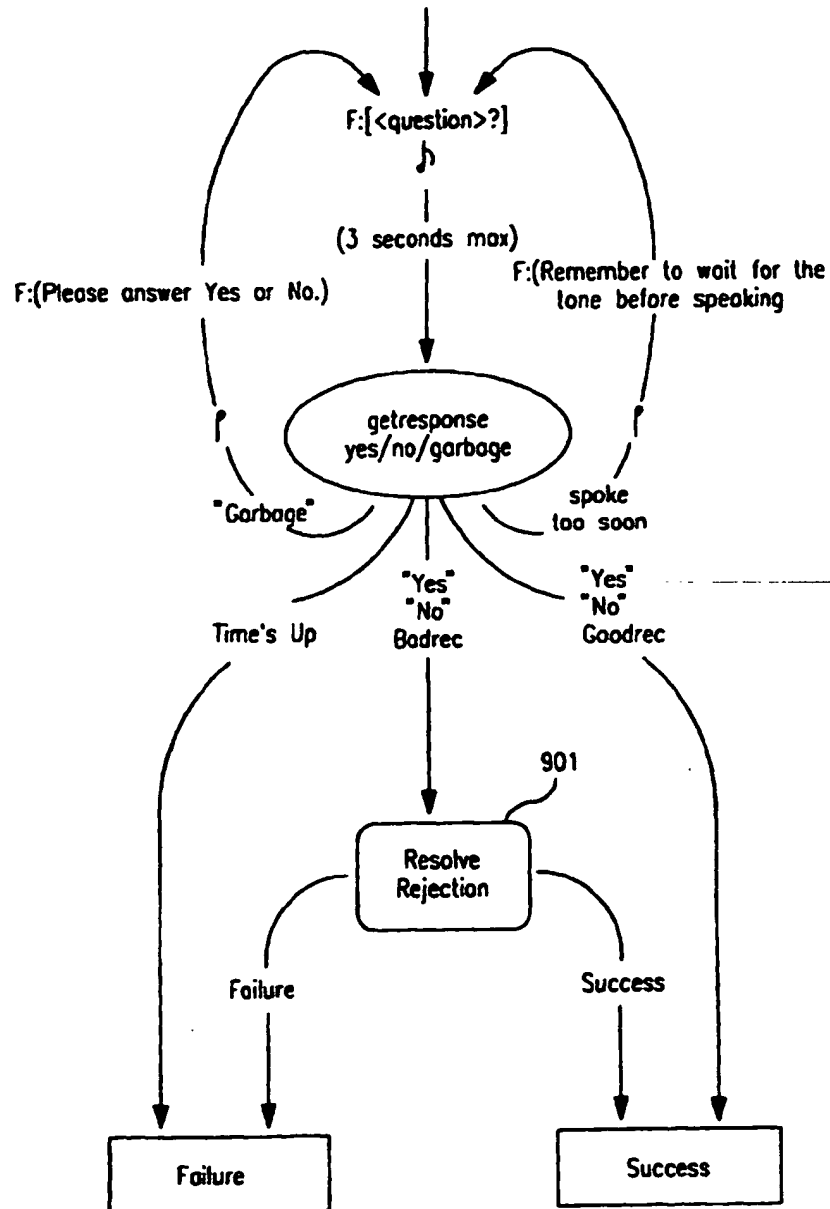 F:[<question>?]
(3 seconds max)
F:(Please answer Yes or No.)
F:(Remember to wait for the
tone before speaking
getresponse
yes/no/garbage
"Garbage"
spoke
too soon
Time's Up
"Yes"
"No"
Badrec
"Yes"
"No"
Goodrec
901
Resolve
Rejection
Failure
Success
Failure
Success